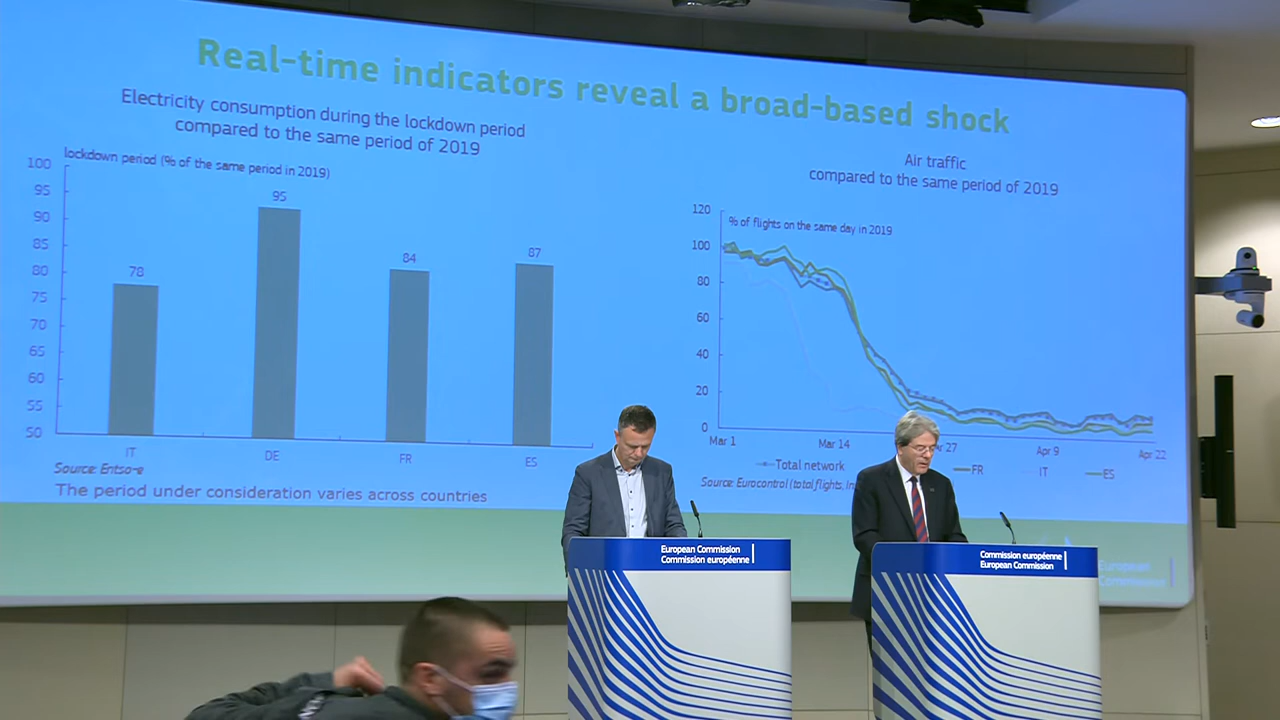 Real-time indicators reveal a broad-based shock
Electricity consumption during the lockdown period
compared to the same period of 2019
lockdown period (% of the same period in 2019)
100
95
90
85
80
75
70
65
60
55
50
78
95
84
87
IT
DE
FR
ES
Source: Entso-e
The period under consideration varies across countries
Air traffic
compared to the same period of 2019
% of flights on the same day in 2019
120
100
80
60
40
20
0
Mar 1
Mar 14
27
Apr 9
Apr 22
Total network
FR
IT
ES
Source: Eurocontrol (total flights,
European Commission
Commission européenne
Commission européenne
European Commission
European
Commission